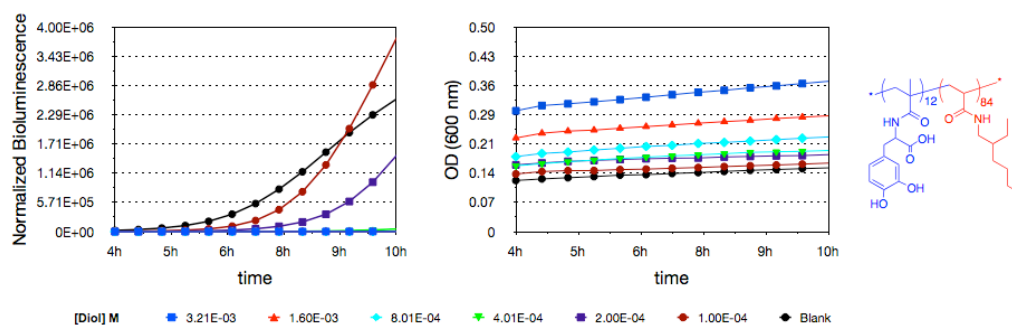 Normalized Bioluminescence
4.00E+06
3.43E+06
2.86E+06
2.29E+06
1.71E+06
1.14E+06
5.71E+05
0E+00
4h 5h 6h 8h 9h 10h
time
OD (600 nm)
0.50
0.43
0.36
0.29
0.21
0.14
0.07
0
4h 5h 6h 8h 9h 10h
time
* 12 84 *
HN O O NH
OH
O
OH
HO
[Diol] M 3.21E-03 1.60E-03 8.01E-04 4.01E-04 2.00E-04 1.00E-04 Blank